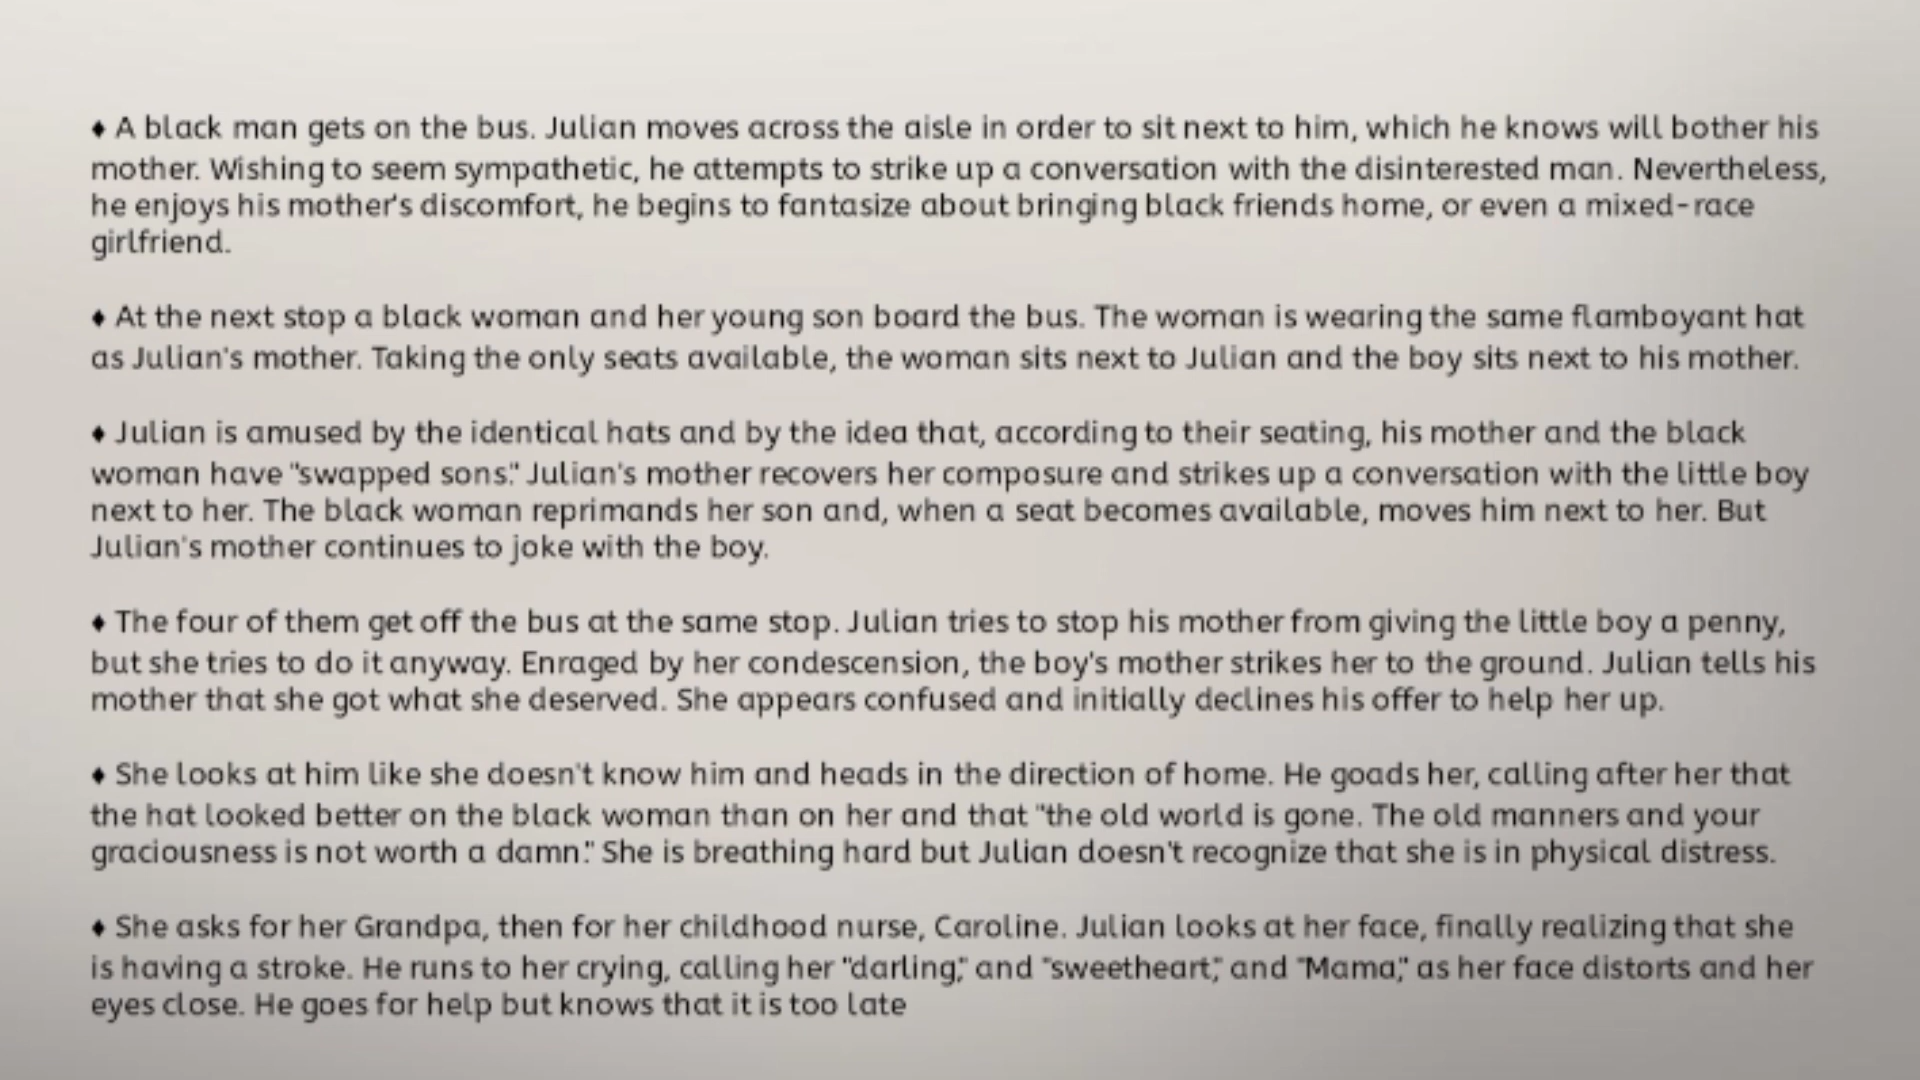 ♦ A black man gets on the bus. Julian moves across the aisle in order to sit next to him, which he knows will bother his
mother. Wishing to seem sympathetic, he attempts to strike up a conversation with the disinterested man. Nevertheless,
he enjoys his mother's discomfort, he begins to fantasize about bringing black friends home, or even a mixed-race
girlfriend.
♦ At the next stop a black woman and her young son board the bus. The woman is wearing the same flamboyant hat
as Julian's mother. Taking the only seats available, the woman sits next to Julian and the boy sits next to his mother.
♦ Julian is amused by the identical hats and by the idea that, according to their seating, his mother and the black
woman have "swapped sons." Julian's mother recovers her composure and strikes up a conversation with the little boy
next to her. The black woman reprimands her son and, when a seat becomes available, moves him next to her. But
Julian's mother continues to joke with the boy.
♦ The four of them get off the bus at the same stop. Julian tries to stop his mother from giving the little boy a penny,
but she tries to do it anyway. Enraged by her condescension, the boy's mother strikes her to the ground. Julian tells his
mother that she got what she deserved. She appears confused and initially declines his offer to help her up.
♦ She looks at him like she doesn't know him and heads in the direction of home. He goads her, calling after her that
the hat looked better on the black woman than on her and that "the old world is gone. The old manners and your
graciousness is not worth a damn." She is breathing hard but Julian doesn't recognize that she is in physical distress.
♦ She asks for her Grandpa, then for her childhood nurse, Caroline. Julian looks at her face, finally realizing that she
is having a stroke. He runs to her crying, calling her "darling," and "sweetheart," and "Mama," as her face distorts and her
eyes close. He goes for help but knows that it is too late